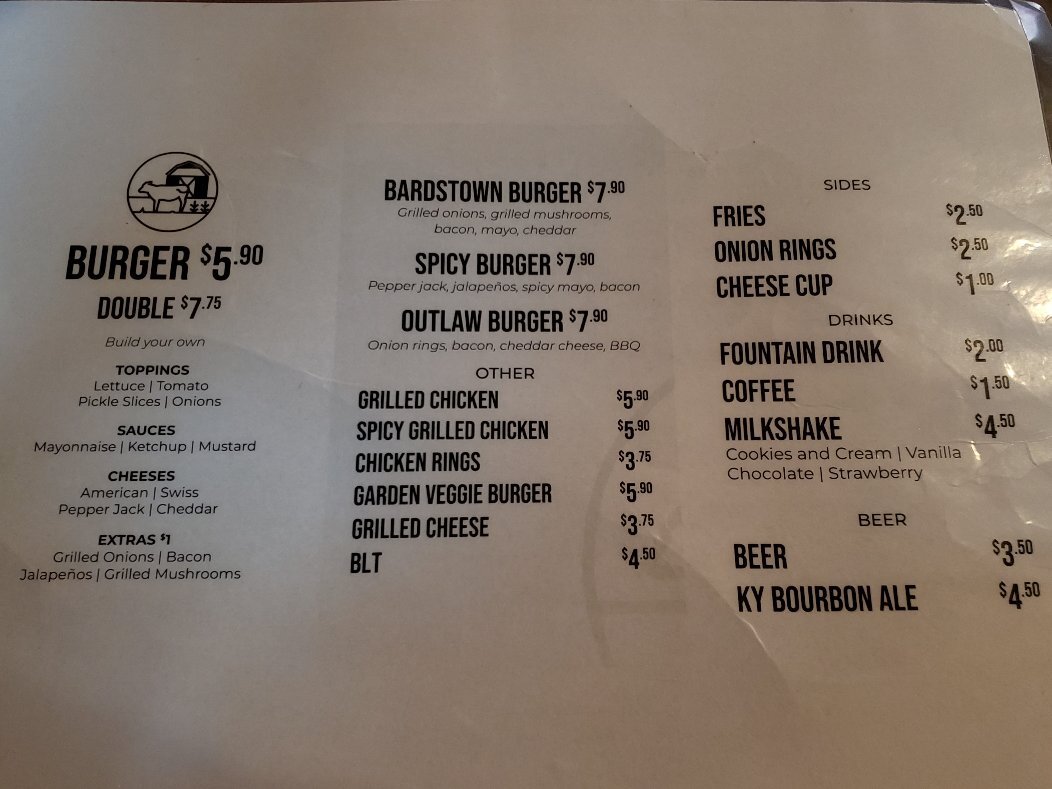 BURGER $5.90
DOUBLE $7.75
Build your own
TOPPINGS
Lettuce | Tomato
Pickle Slices | Onions
SAUCES
Mayonnaise | Ketchup | Mustard
CHEESES
American | Swiss
Pepper Jack | Cheddar
EXTRAS $1
Grilled Onions | Bacon
Jalapeños | Grilled Mushrooms
BARDSTOWN BURGER $7.90
Grilled onions, grilled mushrooms,
bacon, mayo, cheddar
SPICY BURGER $7.90
Pepper jack, jalapeños, spicy mayo, bacon
OUTLAW BURGER $7.90
Onion rings, bacon, cheddar cheese, BBQ
OTHER
GRILLED CHICKEN $5.90
SPICY GRILLED CHICKEN $5.90
CHICKEN RINGS $3.75
GARDEN VEGGIE BURGER $5.90
GRILLED CHEESE $3.75
BLT $4.50
SIDES
FRIES $2.50
ONION RINGS $2.50
CHEESE CUP $1.00
DRINKS
FOUNTAIN DRINK $2.00
COFFEE $1.50
MILKSHAKE $4.50
Cookies and Cream | Vanilla
Chocolate | Strawberry
BEER
BEER $3.50
KY BOURBON ALE $4.50